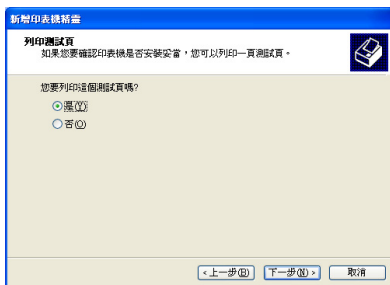 新增印表機精靈
列印測試頁
如果您要確認印表機是否安裝妥當，您可以列印一頁測試頁。
您要列印這個測試頁嗎?
是(Y)
否(O)
<上一步(B)
下一步(N)>
取消